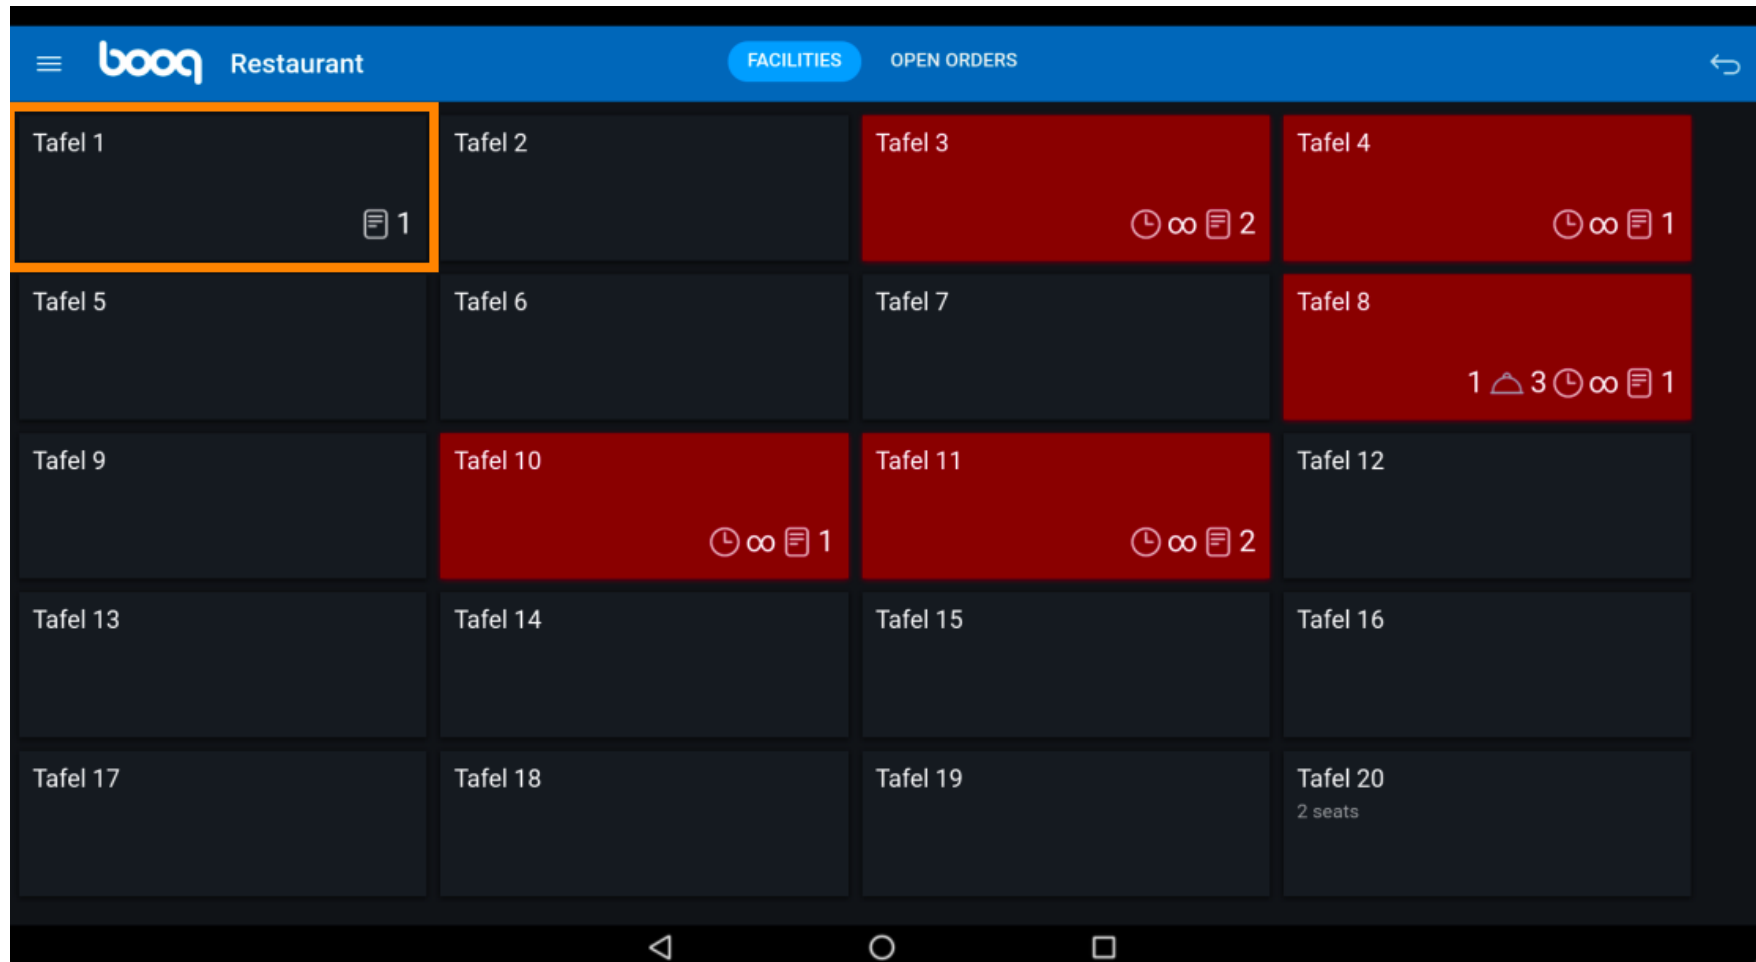 booq Restaurant FACILITIES OPEN ORDERS
Tafel 1 Tafel 2 Tafel 3 Tafel 4
1 ∞ 2 ∞ 1
Tafel 5 Tafel 6 Tafel 7 Tafel 8
1 3 ∞ 1
Tafel 9 Tafel 10 Tafel 11 Tafel 12
∞ 1 ∞ 2
Tafel 13 Tafel 14 Tafel 15 Tafel 16
Tafel 17 Tafel 18 Tafel 19 Tafel 20
2 seats